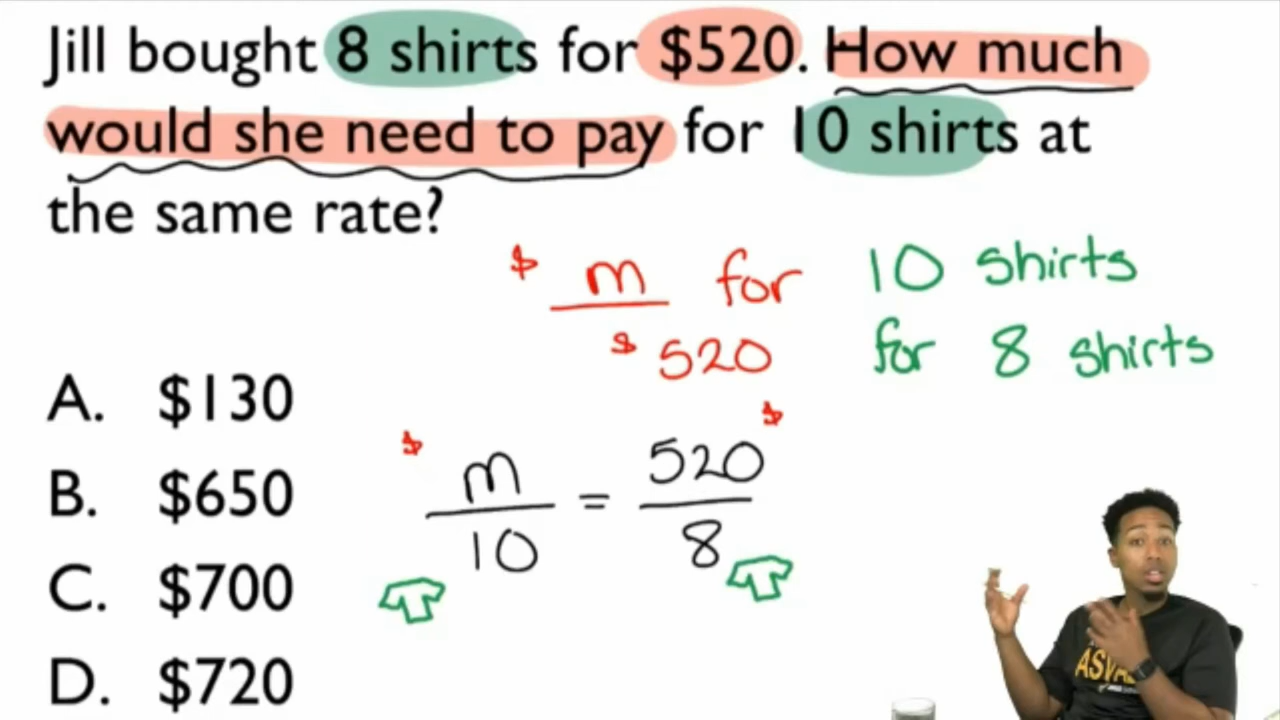 Jill bought 8 shirts for $520. How much
would she need to pay for 10 shirts at
the same rate?
$ m for 10 shirts
$ 520 for 8 shirts
A. $130
B. $650
C. $700
D. $720
$ $
m = 520
10 8